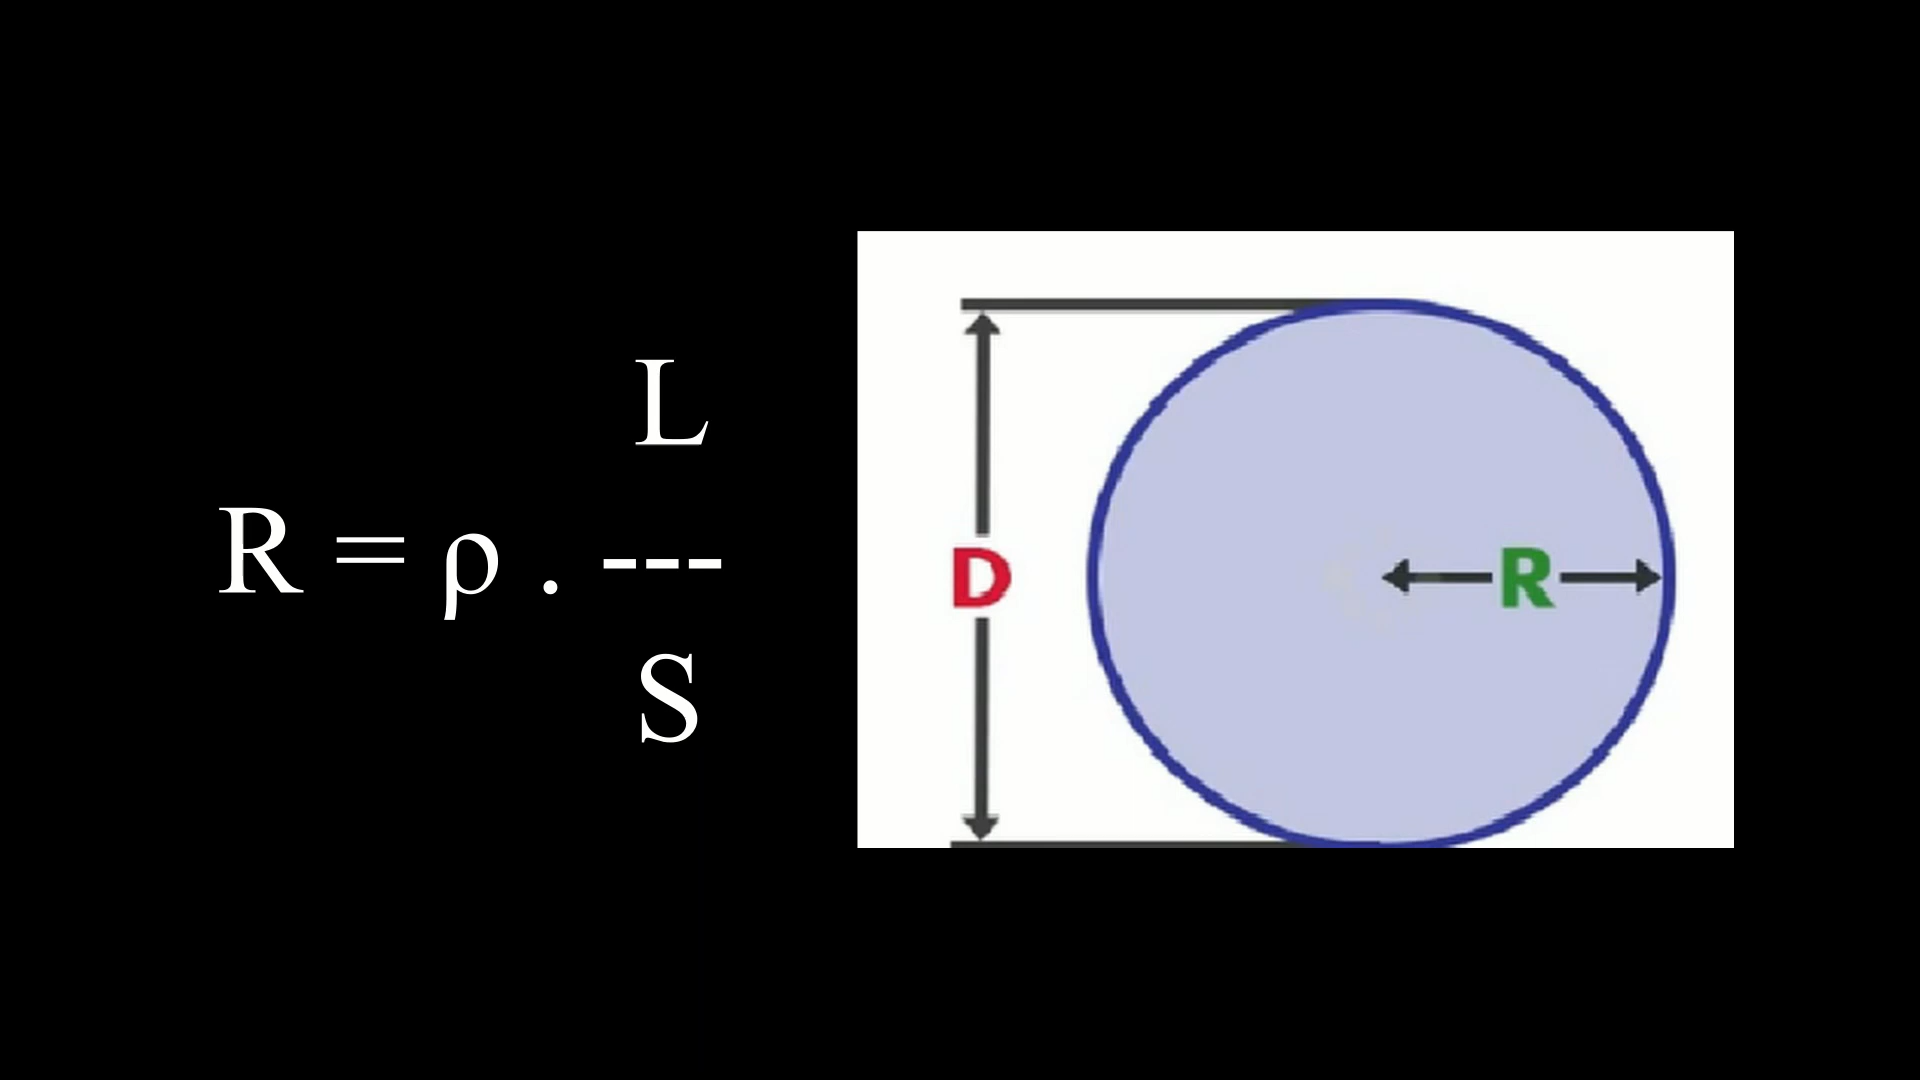 L
R = ρ . ---
S
D
R